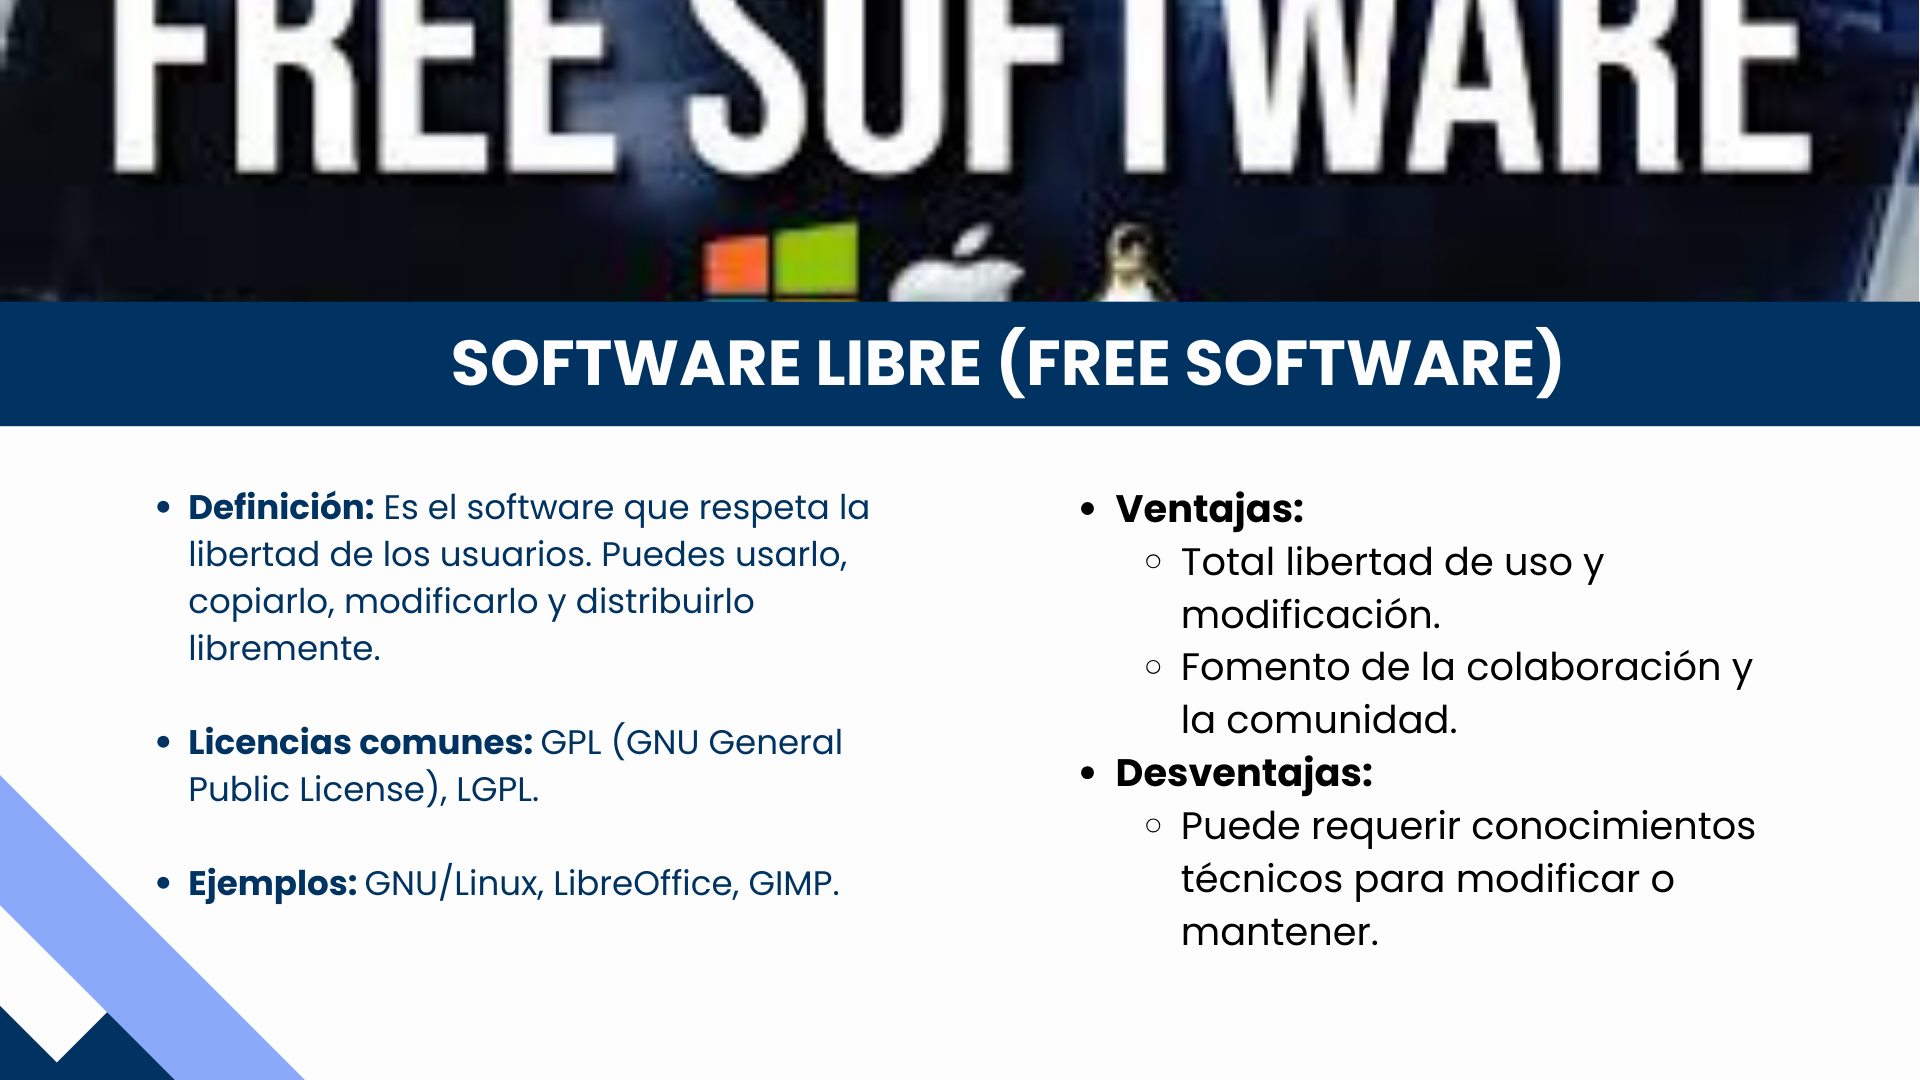 FREE SOFTWARE
SOFTWARE LIBRE (FREE SOFTWARE)
• Definición: Es el software que respeta la
libertad de los usuarios. Puedes usarlo,
copiarlo, modificarlo y distribuirlo
libremente.
• Licencias comunes: GPL (GNU General
Public License), LGPL.
• Ejemplos: GNU/Linux, LibreOffice, GIMP.
• Ventajas:
○ Total libertad de uso y
modificación.
○ Fomento de la colaboración y
la comunidad.
• Desventajas:
○ Puede requerir conocimientos
técnicos para modificar o
mantener.